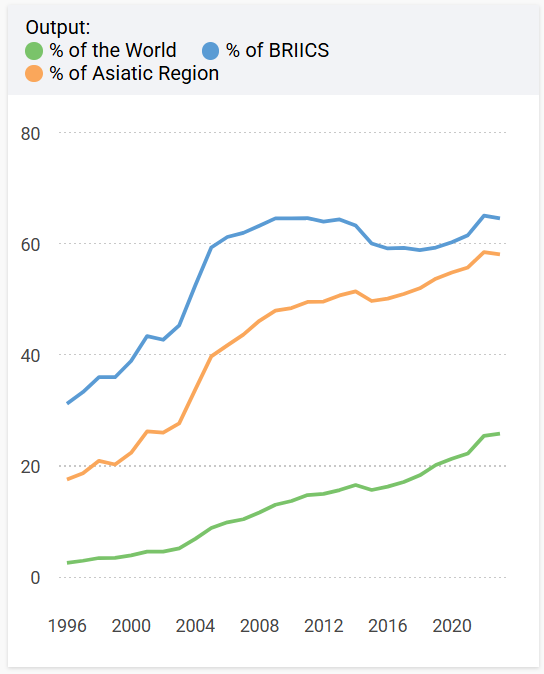 Output:
% of the World % of BRIICS
% of Asiatic Region
80
60
40
20
0
1996 2000 2004 2008 2012 2016 2020